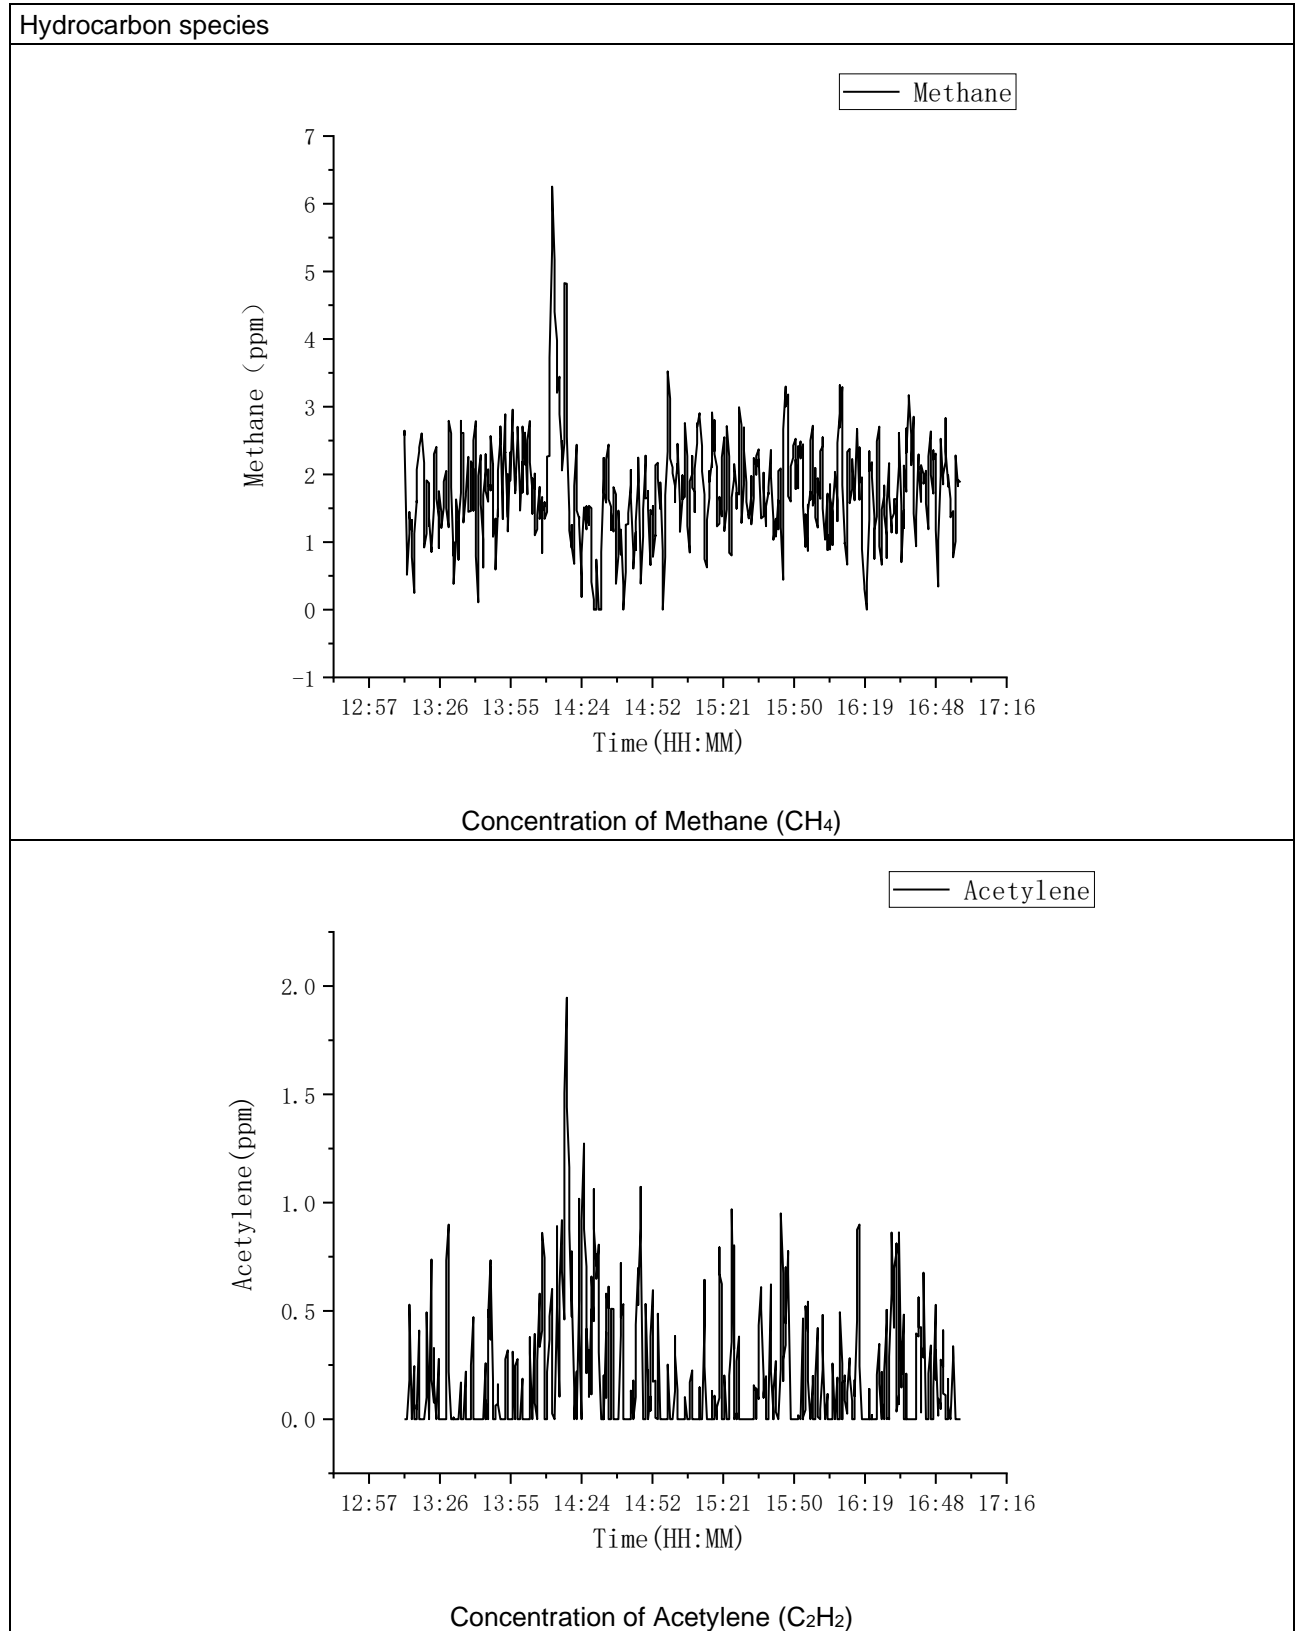 Hydrocarbon species
Methane
7
6
5
4
3
2
1
0
-1
Methane (ppm)
12:57 13:26 13:55 14:24 14:52 15:21 15:50 16:19 16:48 17:16
Time(HH:MM)
Concentration of Methane (CH₄)
Acetylene
2.0
1.5
1.0
0.5
0.0
Acetylene(ppm)
12:57 13:26 13:55 14:24 14:52 15:21 15:50 16:19 16:48 17:16
Time(HH:MM)
Concentration of Acetylene (C₂H₂)